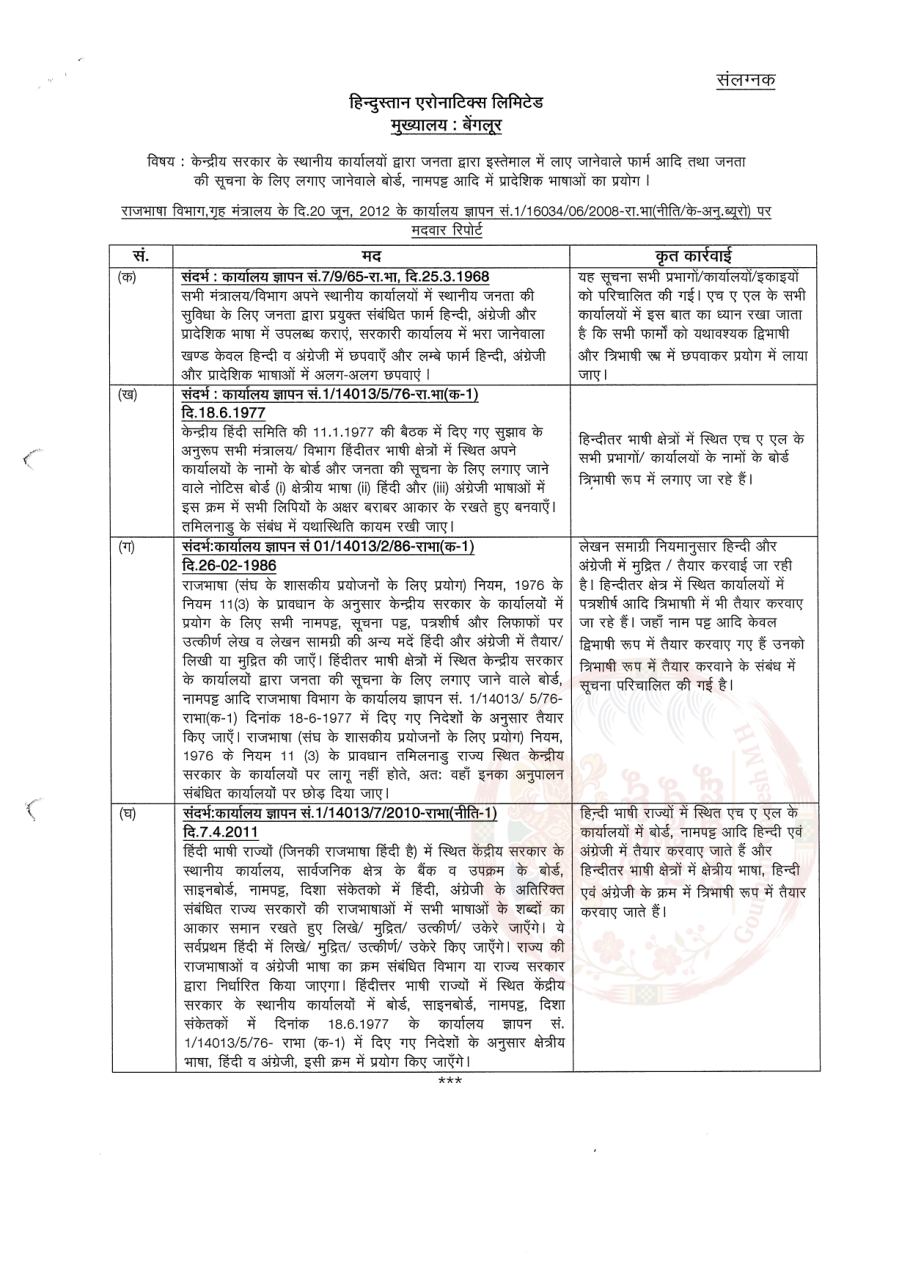 संलग्नक
हिन्दुस्तान एरोनाटिक्स लिमिटेड
मुख्यालय : बेंगलूर
विषय : केन्द्रीय सरकार के स्थानीय कार्यालयों द्वारा जनता द्वारा इस्तेमाल में लाए जानेवाले फार्म आदि तथा जनता
की सूचना के लिए लगाए जानेवाले बोर्ड, नामपट्ट आदि में प्रादेशिक भाषाओं का प्रयोग ।
राजभाषा विभाग,गृह मंत्रालय के दि.20 जून, 2012 के कार्यालय ज्ञापन सं.1/16034/06/2008-रा.भा(नीति/के-अनु.ब्यूरो) पर
मदवार रिपोर्ट
सं. मद कृत कार्रवाई
(क)
संदर्भ : कार्यालय ज्ञापन सं.7/9/65-रा.भा, दि.25.3.1968
सभी मंत्रालय/विभाग अपने स्थानीय कार्यालयों में स्थानीय जनता की
सुविधा के लिए जनता द्वारा प्रयुक्त संबंधित फार्म हिन्दी, अंग्रेजी और
प्रादेशिक भाषा में उपलब्ध कराएं, सरकारी कार्यालय में भरा जानेवाला
खण्ड केवल हिन्दी व अंग्रेजी में छपवाएँ और लम्बे फार्म हिन्दी, अंग्रेजी
और प्रादेशिक भाषाओं में अलग-अलग छपवाएं ।
यह सूचना सभी प्रभागों/कार्यालयों/इकाइयों
को परिचालित की गई। एच ए एल के सभी
कार्यालयों में इस बात का ध्यान रखा जाता
है कि सभी फार्मों को यथावश्यक द्विभाषी
और त्रिभाषी में छपवाकर प्रयोग में लाया
जाए।
(ख)
संदर्भ : कार्यालय ज्ञापन सं.1/14013/5/76-रा.भा(क-1)
दि.18.6.1977
केन्द्रीय हिंदी समिति की 11.1.1977 की बैठक में दिए गए सुझाव के
अनुरूप सभी मंत्रालय/ विभाग हिंदीतर भाषी क्षेत्रों में स्थित अपने
कार्यालयों के नामों के बोर्ड और जनता की सूचना के लिए लगाए जाने
वाले नोटिस बोर्ड (i) क्षेत्रीय भाषा (ii) हिंदी और (iii) अंग्रेजी भाषाओं में
इस क्रम में सभी लिपियों के अक्षर बराबर आकार के रखते हुए बनवाएँ।
तमिलनाडु के संबंध में यथास्थिति कायम रखी जाए।
हिन्दीतर भाषी क्षेत्रों में स्थित एच ए एल के
सभी प्रभागों/ कार्यालयों के नामों के बोर्ड
त्रिभाषी रूप में लगाए जा रहे हैं।
(ग)
संदर्भ:कार्यालय ज्ञापन सं 01/14013/2/86-राभा(क-1)
दि.26-02-1986
राजभाषा (संघ के शासकीय प्रयोजनों के लिए प्रयोग) नियम, 1976 के
नियम 11(3) के प्रावधान के अनुसार केन्द्रीय सरकार के कार्यालयों में
प्रयोग के लिए सभी नामपट्ट, सूचना पट्ट, पत्रशीर्ष और लिफाफों पर
उत्कीर्ण लेख व लेखन सामग्री की अन्य मदें हिंदी और अंग्रेजी में तैयार/
लिखी या मुद्रित की जाएँ। हिंदीतर भाषी क्षेत्रों में स्थित केन्द्रीय सरकार
के कार्यालयों द्वारा जनता की सूचना के लिए लगाए जाने वाले बोर्ड,
नामपट्ट आदि राजभाषा विभाग के कार्यालय ज्ञापन सं. 1/14013/ 5/76-
राभा(क-1) दिनांक 18-6-1977 में दिए गए निदेशों के अनुसार तैयार
किए जाएँ। राजभाषा (संघ के शासकीय प्रयोजनों के लिए प्रयोग) नियम,
1976 के नियम 11 (3) के प्रावधान तमिलनाडु राज्य स्थित केन्द्रीय
सरकार के कार्यालयों पर लागू नहीं होते, अतः वहाँ इनका अनुपालन
संबंधित कार्यालयों पर छोड़ दिया जाए।
लेखन समाग्री नियमानुसार हिन्दी और
अंग्रेजी में मुद्रित / तैयार करवाई जा रही
है। हिन्दीतर क्षेत्र में स्थित कार्यालयों में
पत्रशीर्ष आदि त्रिभाषाी में भी तैयार करवाए
जा रहे हैं। जहाँ नाम पट्ट आदि केवल
द्विभाषी रूप में तैयार करवाए गए हैं उनको
त्रिभाषी रूप में तैयार करवाने के संबंध में
सूचना परिचालित की गई है।
(घ)
संदर्भ:कार्यालय ज्ञापन सं.1/14013/7/2010-राभा(नीति-1)
दि.7.4.2011
हिंदी भाषी राज्यों (जिनकी राजभाषा हिंदी है) में स्थित केंद्रीय सरकार के
स्थानीय कार्यालय, सार्वजनिक क्षेत्र के बैंक व उपक्रम के बोर्ड,
साइनबोर्ड, नामपट्ट, दिशा संकेतको में हिंदी, अंग्रेजी के अतिरिक्त
संबंधित राज्य सरकारों की राजभाषाओं में सभी भाषाओं के शब्दों का
आकार समान रखते हुए लिखे/ मुद्रित/ उत्कीर्ण/ उकेरे जाएँगे। ये
सर्वप्रथम हिंदी में लिखे/ मुद्रित/ उत्कीर्ण/ उकेरे किए जाएँगे। राज्य की
राजभाषाओं व अंग्रेजी भाषा का क्रम संबंधित विभाग या राज्य सरकार
द्वारा निर्धारित किया जाएगा। हिंदीत्तर भाषी राज्यों में स्थित केंद्रीय
सरकार के स्थानीय कार्यालयों में बोर्ड, साइनबोर्ड, नामपट्ट, दिशा
संकेतकों में दिनांक 18.6.1977 के कार्यालय ज्ञापन सं.
1/14013/5/76- राभा (क-1) में दिए गए निदेशों के अनुसार क्षेत्रीय
भाषा, हिंदी व अंग्रेजी, इसी क्रम में प्रयोग किए जाएँगे।
हिन्दी भाषी राज्यों में स्थित एच ए एल के
कार्यालयों में बोर्ड, नामपट्ट आदि हिन्दी एवं
अंग्रेजी में तैयार करवाए जाते हैं और
हिन्दीतर भाषी क्षेत्रों में क्षेत्रीय भाषा, हिन्दी
एवं अंग्रेजी के क्रम में त्रिभाषी रूप में तैयार
करवाए जाते हैं।
***